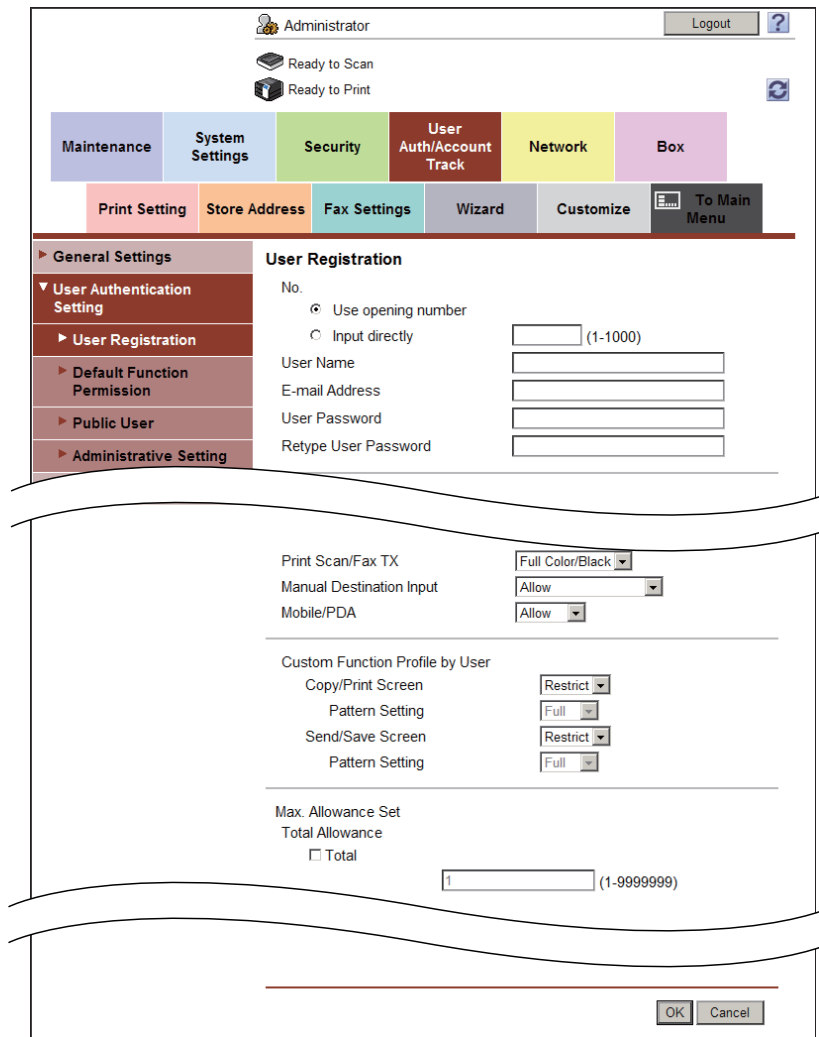 Administrator
Logout
?
Ready to Scan
Ready to Print
Maintenance
System
Settings
Security
User
Auth/Account
Track
Network
Box
Print Setting
Store Address
Fax Settings
Wizard
Customize
To Main
Menu
General Settings
User Authentication
Setting
User Registration
Default Function
Permission
Public User
Administrative Setting
User Registration
No.
Use opening number
Input directly (1-1000)
User Name
E-mail Address
User Password
Retype User Password
Print Scan/Fax TX Full Color/Black
Manual Destination Input Allow
Mobile/PDA Allow
Custom Function Profile by User
Copy/Print Screen Restrict
Pattern Setting Full
Send/Save Screen Restrict
Pattern Setting Full
Max. Allowance Set
Total Allowance
Total
1 (1-9999999)
OK Cancel